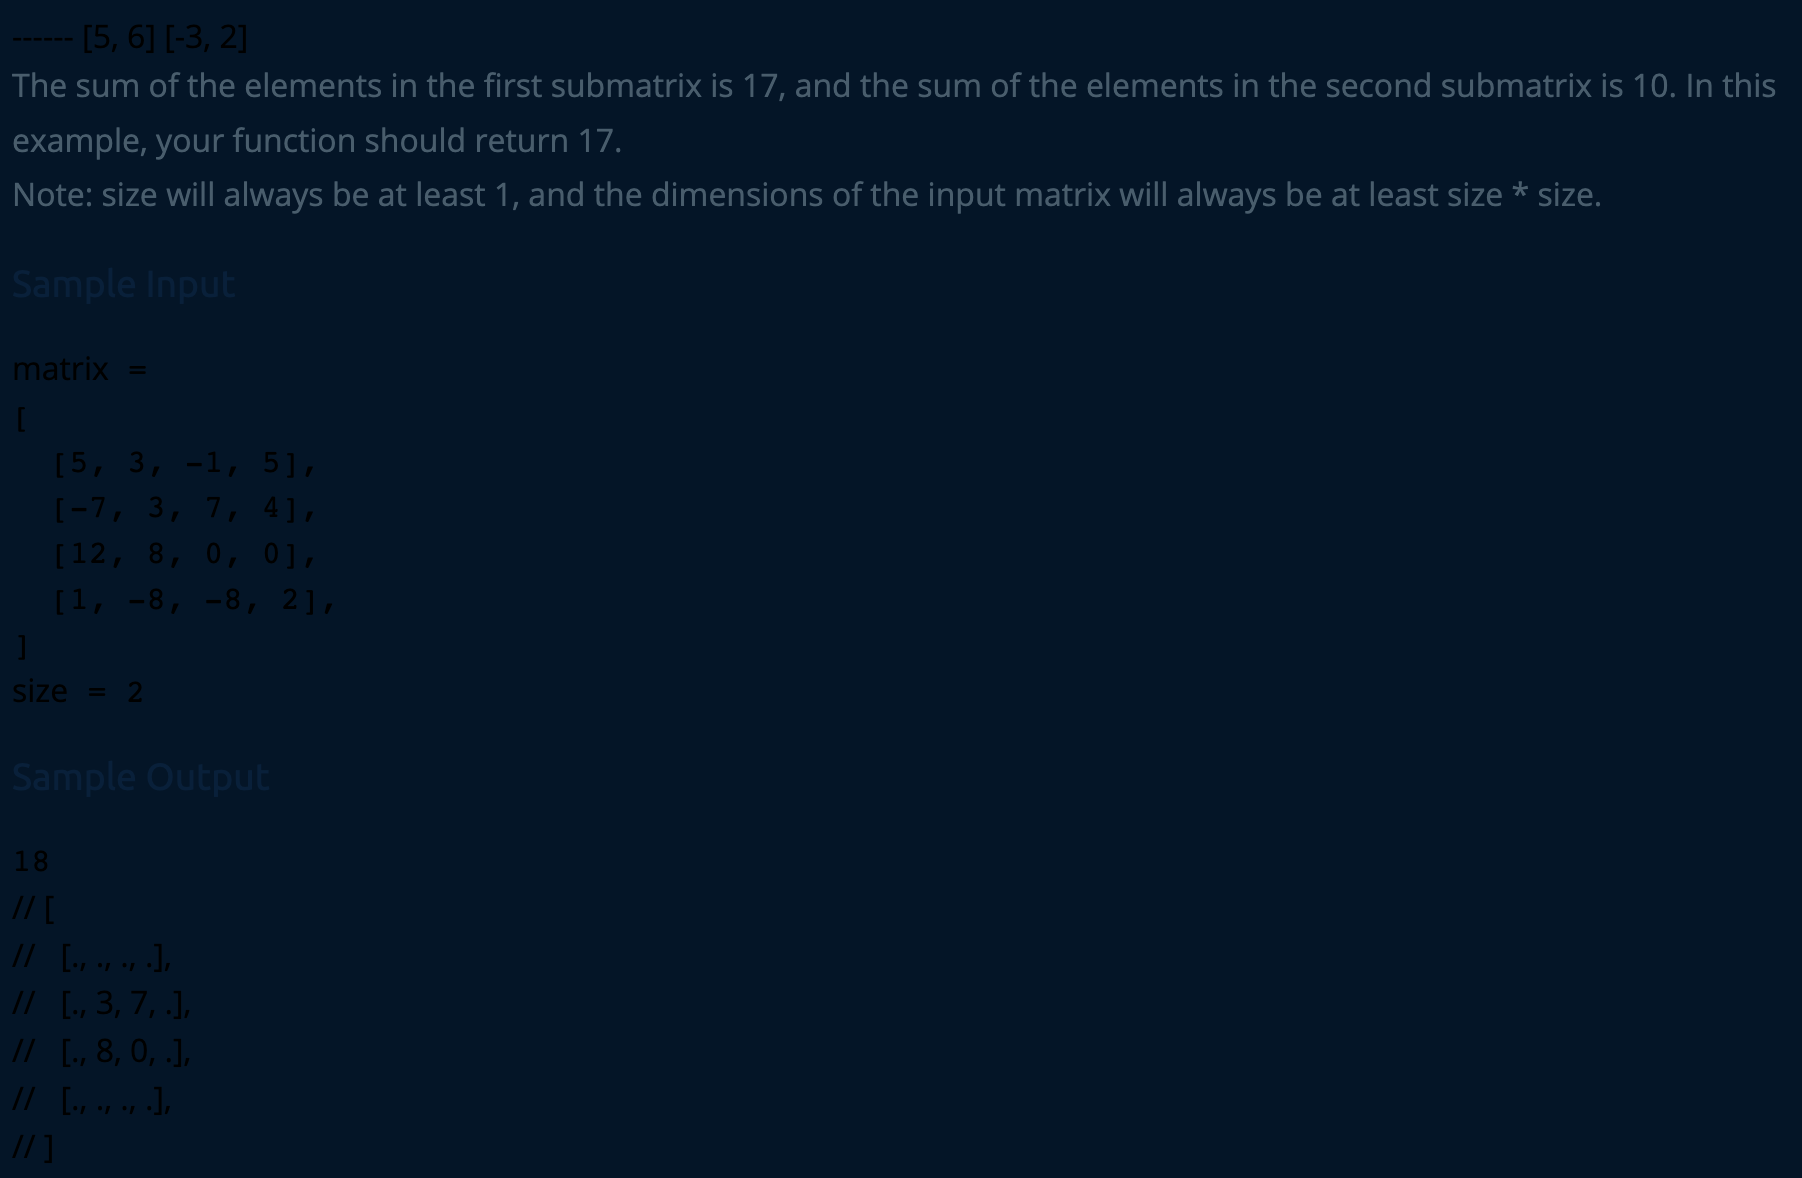 ------ [5, 6] [-3, 2]
The sum of the elements in the first submatrix is 17, and the sum of the elements in the second submatrix is 10. In this
example, your function should return 17.
Note: size will always be at least 1, and the dimensions of the input matrix will always be at least size * size.
Sample Input
matrix =
[
  [5, 3, -1, 5],
  [-7, 3, 7, 4],
  [12, 8, 0, 0],
  [1, -8, -8, 2],
]
size = 2
Sample Output
18
// [
//   [., ., ., .],
//   [., 3, 7, .],
//   [., 8, 0, .],
//   [., ., ., .],
// ]